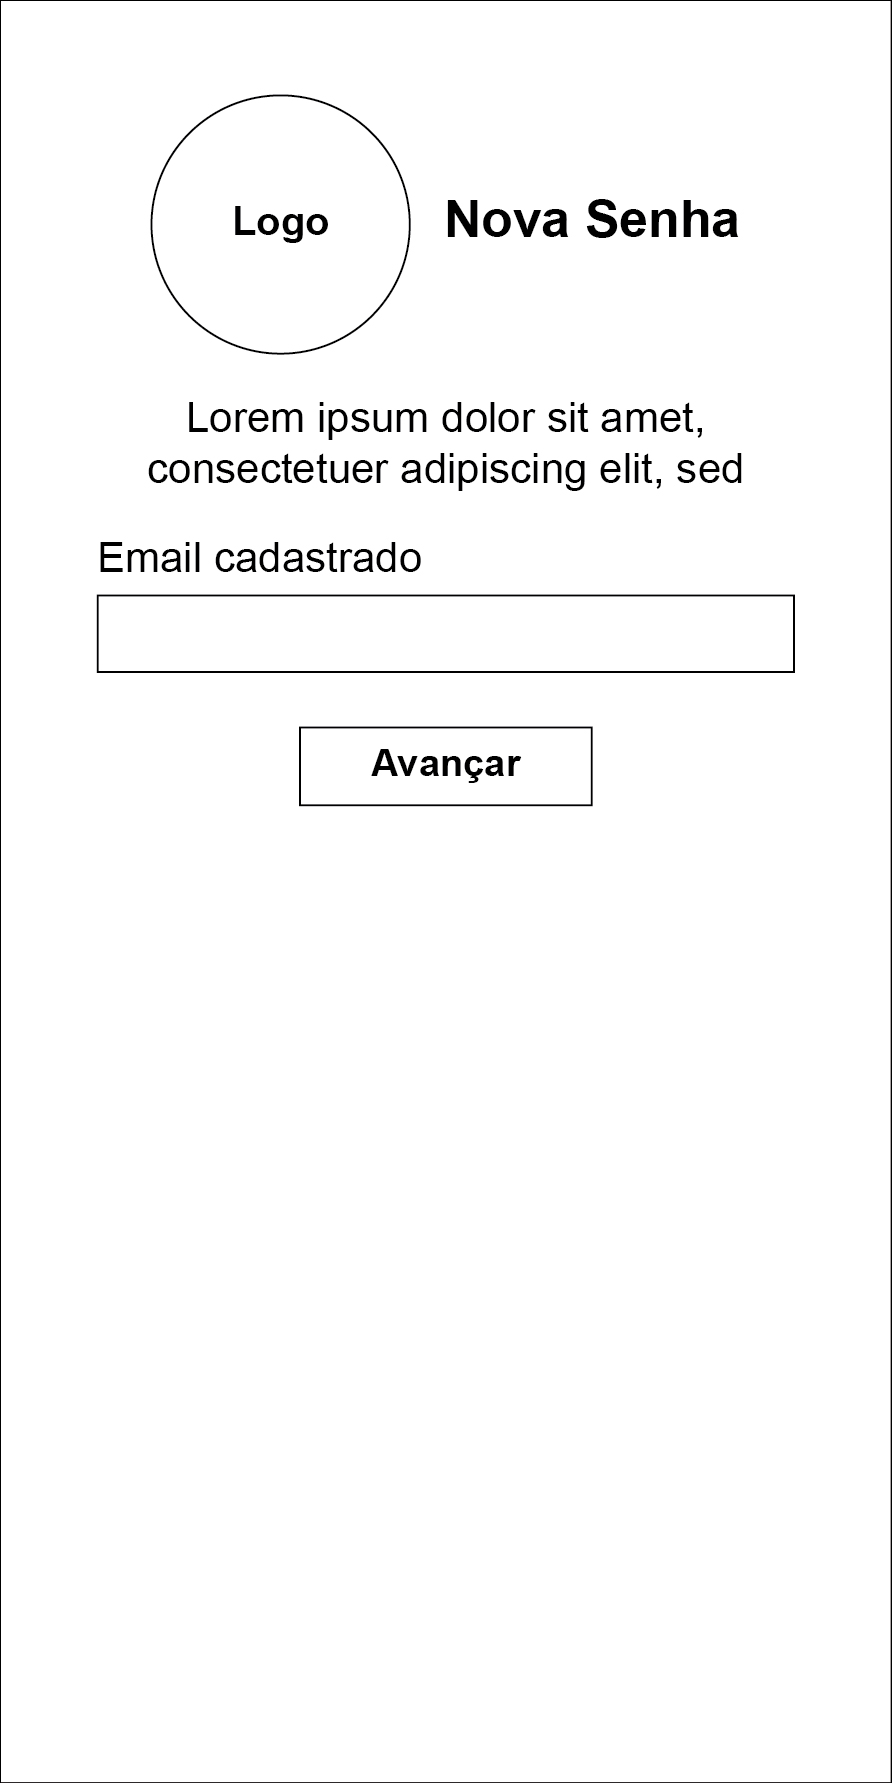 Logo
Nova Senha
Lorem ipsum dolor sit amet,
consectetuer adipiscing elit, sed
Email cadastrado
Avançar